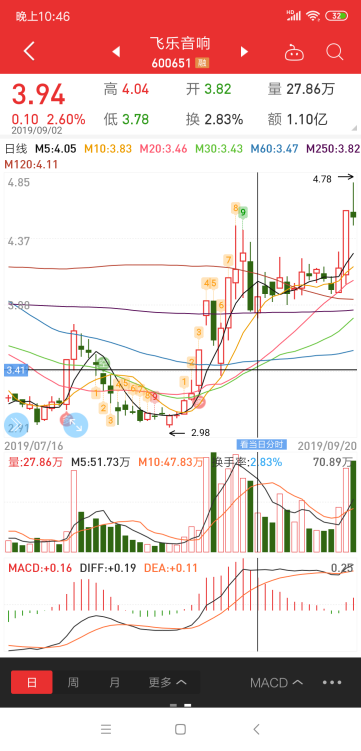 晚上10:46 HD 32
飞乐音响
600651 融
3.94 高 4.04 开 3.82 量 27.86万
0.10 2.60% 低 3.78 换 2.83% 额 1.10亿
2019/09/02
日线 M5:4.05 M10:3.83 M20:3.46 M30:3.43 M60:3.47 M250:3.82
M120:4.11
4.85
4.78
4.37
3.41
2.98
看当日分时
2019/07/16 2019/09/20
量:27.86万 M5:51.73万 M10:47.83万 换手率:2.83% 70.89万
MACD:+0.16 DIFF:+0.19 DEA:+0.11 0.25
日 周 月 更多 MACD